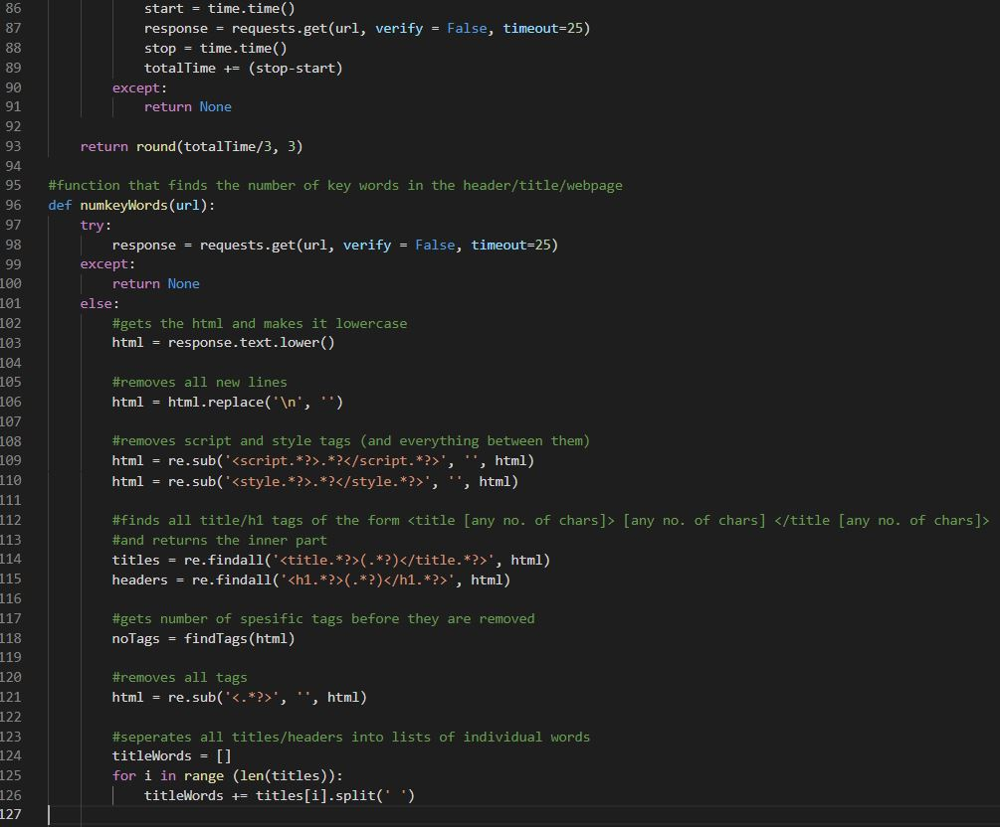 86 start = time.time()
87 response = requests.get(url, verify = False, timeout=25)
88 stop = time.time()
89 totalTime += (stop-start)
90 except:
91 return None
92
93 return round(totalTime/3, 3)
94
95 #function that finds the number of key words in the header/title/webpage
96 def numkeyWords(url):
97 try:
98 response = requests.get(url, verify = False, timeout=25)
99 except:
100 return None
101 else:
102 #gets the html and makes it lowercase
103 html = response.text.lower()
104
105 #removes all new lines
106 html = html.replace('\n', '')
107
108 #removes script and style tags (and everything between them)
109 html = re.sub('<script.*?>.*?</script.*?>', '', html)
110 html = re.sub('<style.*?>.*?</style.*?>', '', html)
111
112 #finds all title/h1 tags of the form <title [any no. of chars]> [any no. of chars] </title [any no. of chars]>
113 #and returns the inner part
114 titles = re.findall('<title.*?>(.*?)</title.*?>', html)
115 headers = re.findall('<h1.*?>(.*?)</h1.*?>', html)
116
117 #gets number of spesific tags before they are removed
118 noTags = findTags(html)
119
120 #removes all tags
121 html = re.sub('<.*?>', '', html)
122
123 #seperates all titles/headers into lists of individual words
124 titleWords = []
125 for i in range (len(titles)):
126 titleWords += titles[i].split(' ')
127